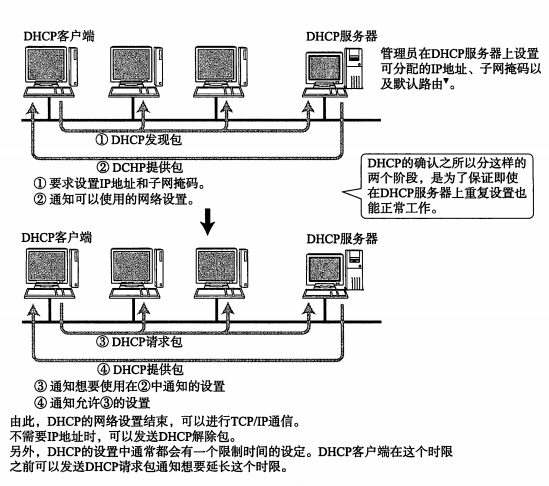 DHCP客户端
DHCP服务器
管理员在DHCP服务器上设置
可分配的IP地址、子网掩码以
及默认路由▼。
① DHCP发现包
② DCHP提供包
① 要求设置IP地址和子网掩码。
② 通知可以使用的网络设置。
DHCP的确认之所以分这样的
两个阶段，是为了保证即使
在DHCP服务器上重复设置也
能正常工作。
DHCP客户端
DHCP服务器
③ DHCP请求包
④ DHCP提供包
③ 通知想要使用在②中通知的设置
④ 通知允许③的设置
由此，DHCP的网络设置结束，可以进行TCP/IP通信。
不需要IP地址时，可以发送DHCP解除包。
另外，DHCP的设置中通常都会有一个限制时间的设定。DHCP客户端在这个时限
之前可以发送DHCP请求包通知想要延长这个时限。